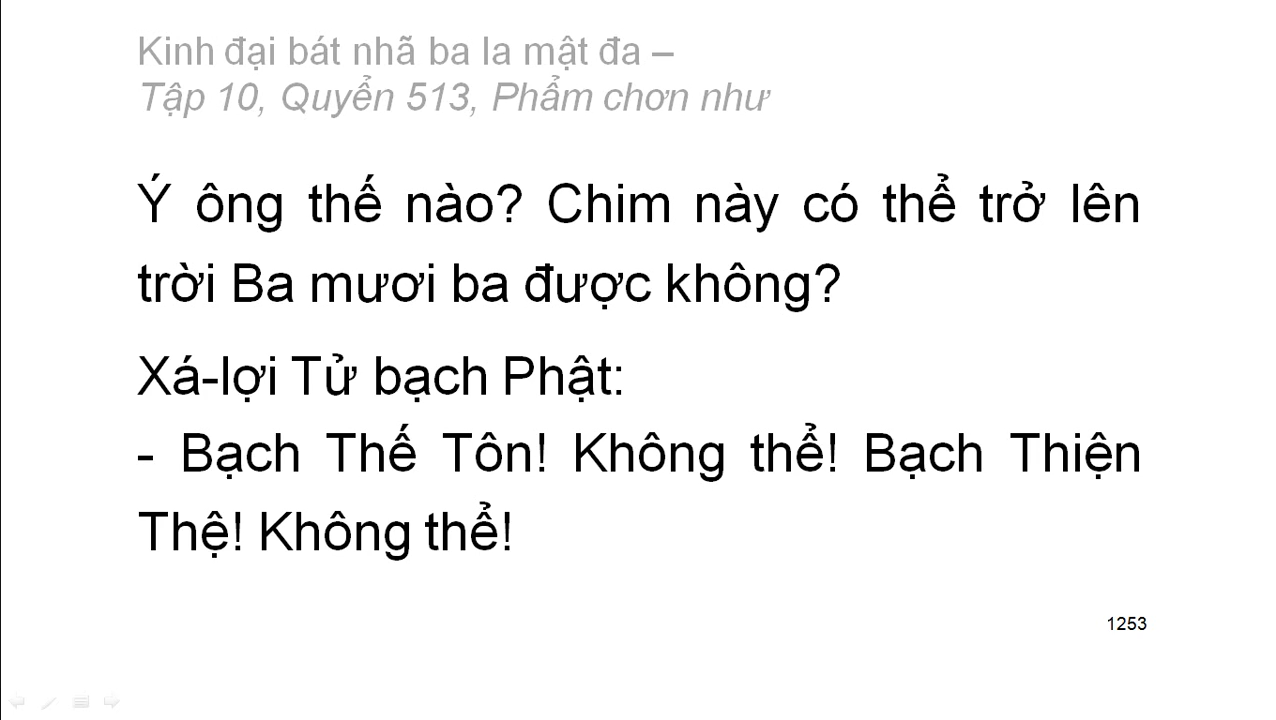 Kinh đại bát nhã ba la mật đa –
Tập 10, Quyển 513, Phẩm chơn như
Ý ông thế nào? Chim này có thể trở lên
trời Ba mươi ba được không?
Xá-lợi Tử bạch Phật:
- Bạch Thế Tôn! Không thể! Bạch Thiện
Thệ! Không thể!
1253